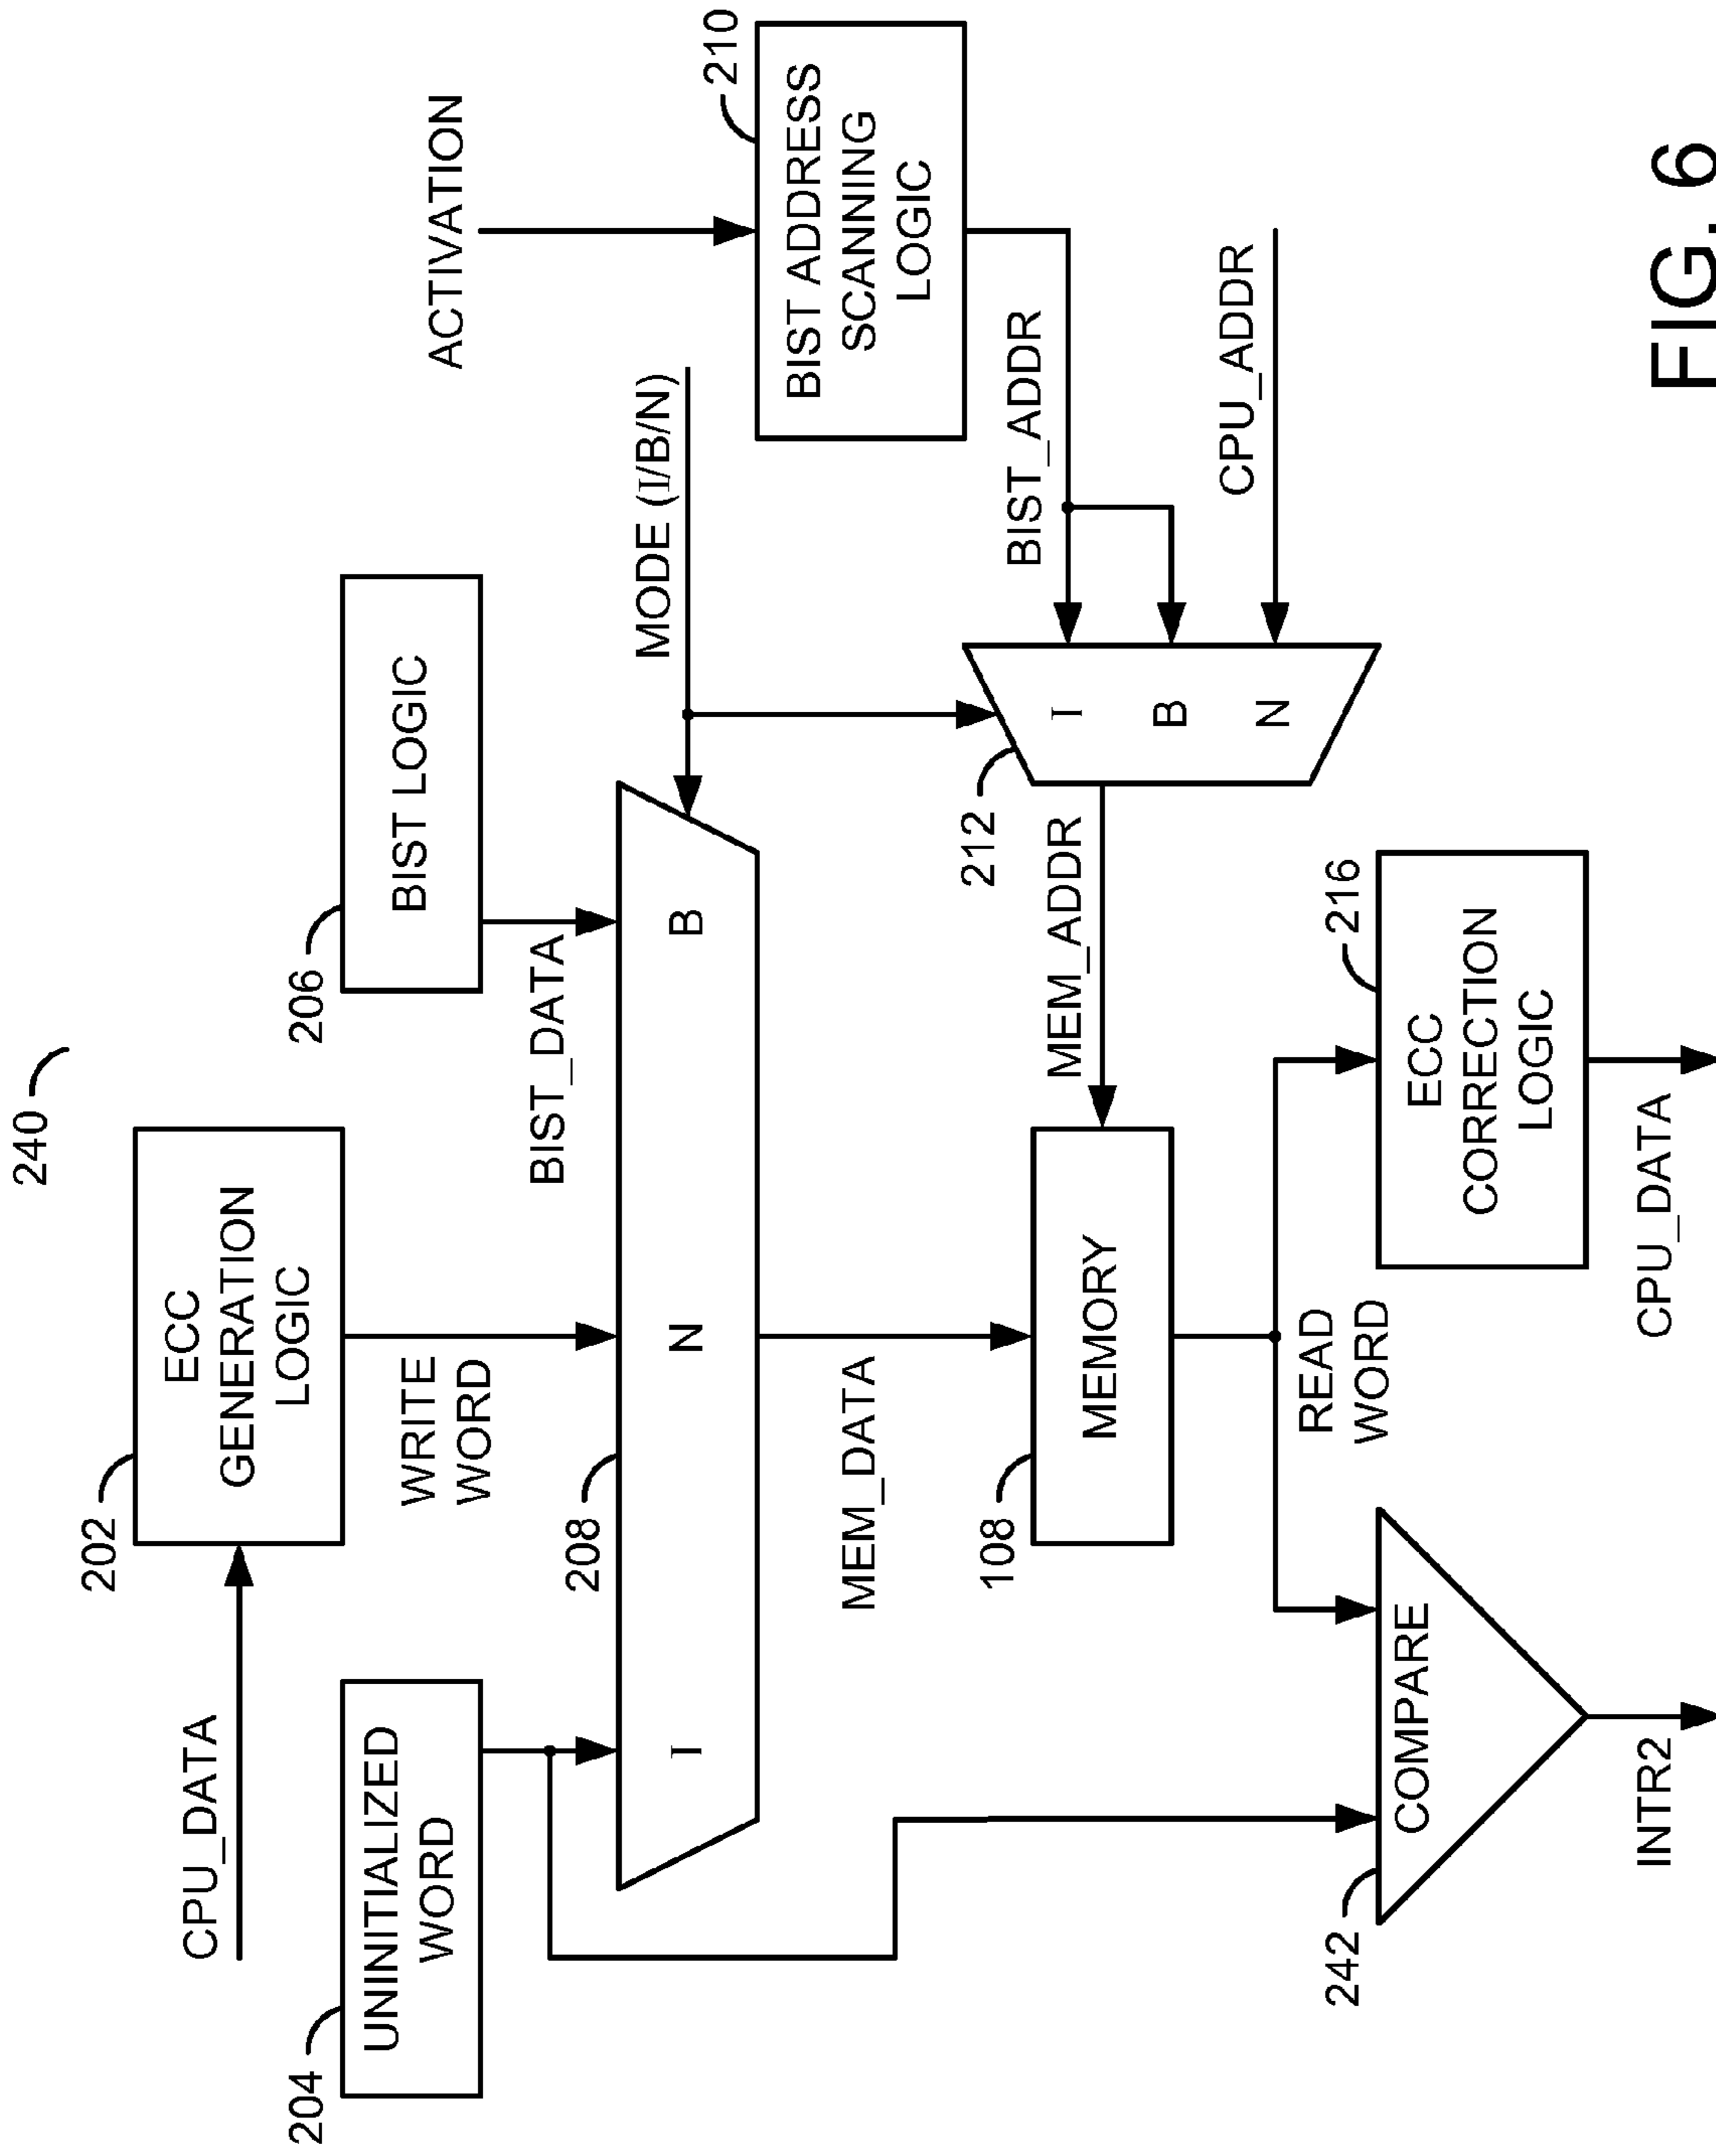 240
202
ECC
GENERATION
LOGIC
CPU_DATA
204
UNINITIALIZED
WORD
WRITE
WORD
206
BIST LOGIC
BIST_DATA
ACTIVATION
208
I
N
B
MODE (I/B/N)
210
BIST ADDRESS
SCANNING
LOGIC
MEM_DATA
212
I
B
N
BIST_ADDR
CPU_ADDR
MEM_ADDR
108
MEMORY
READ
WORD
242
COMPARE
216
ECC
CORRECTION
LOGIC
INTR2
CPU_DATA
FIG. 6